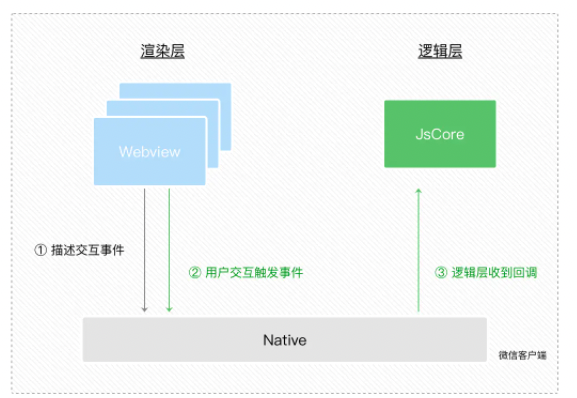 渲染层
逻辑层
Webview
JsCore
① 描述交互事件
② 用户交互触发事件
③ 逻辑层收到回调
Native
微信客户端